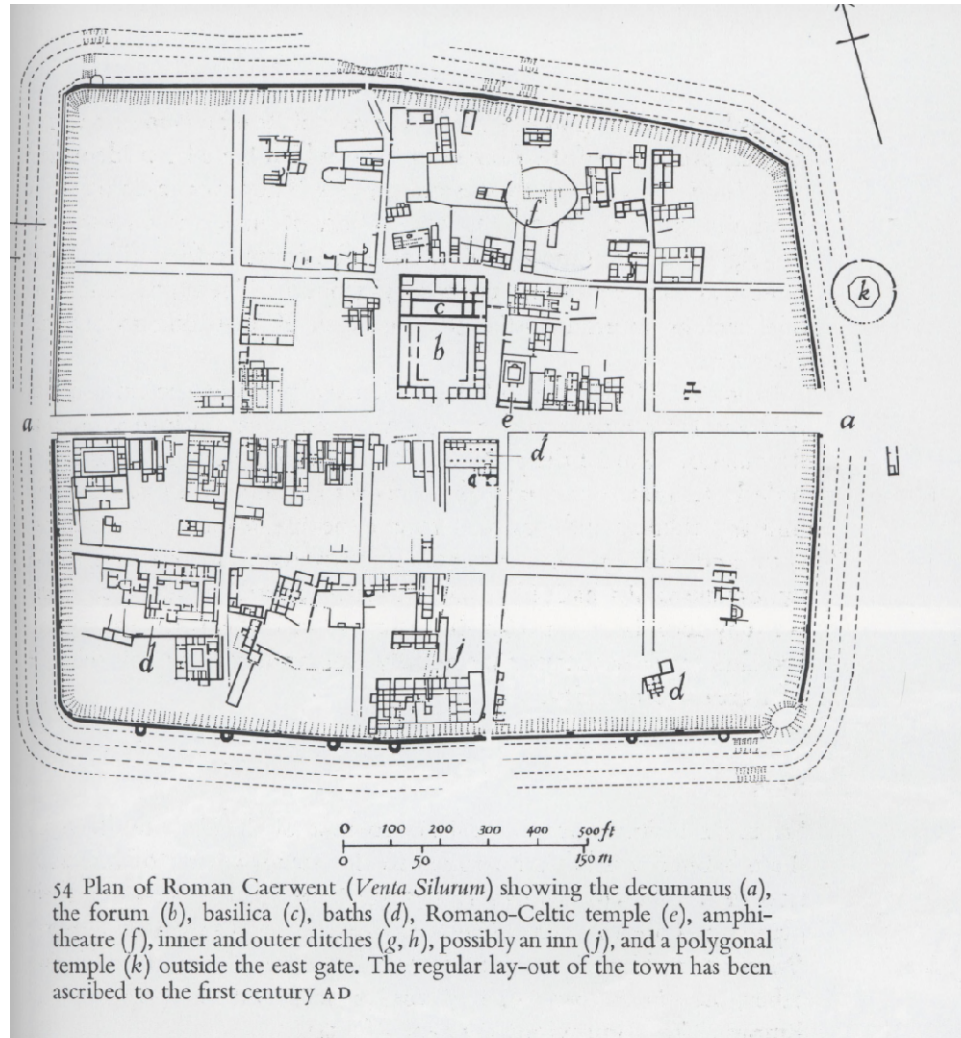 f
k
c
b
a
e
a
d
d
f
d
0 100 200 300 400 500 ft
0 50 150 m
54 Plan of Roman Caerwent (Venta Silurum) showing the decumanus (a),
the forum (b), basilica (c), baths (d), Romano-Celtic temple (e), amphi-
theatre (f), inner and outer ditches (g, h), possibly an inn (j), and a polygonal
temple (k) outside the east gate. The regular lay-out of the town has been
ascribed to the first century AD